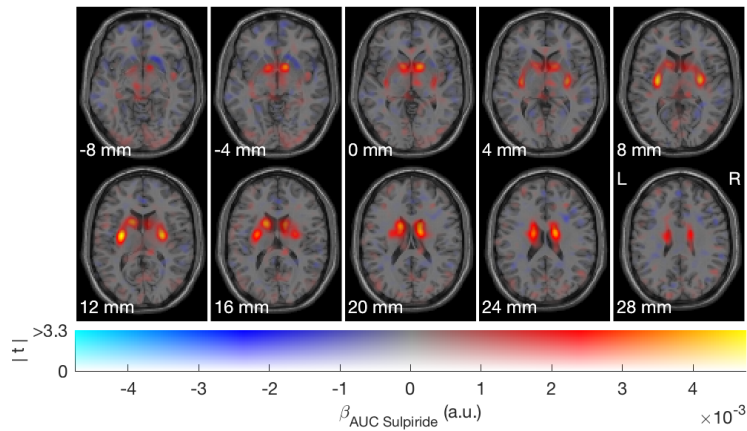 -8 mm
-4 mm
0 mm
4 mm
8 mm
L R
12 mm
16 mm
20 mm
24 mm
28 mm
>3.3
| t |
0
-4 -3 -2 -1 0 1 2 3 4
β_AUC Sulpiride (a.u.)
×10⁻³